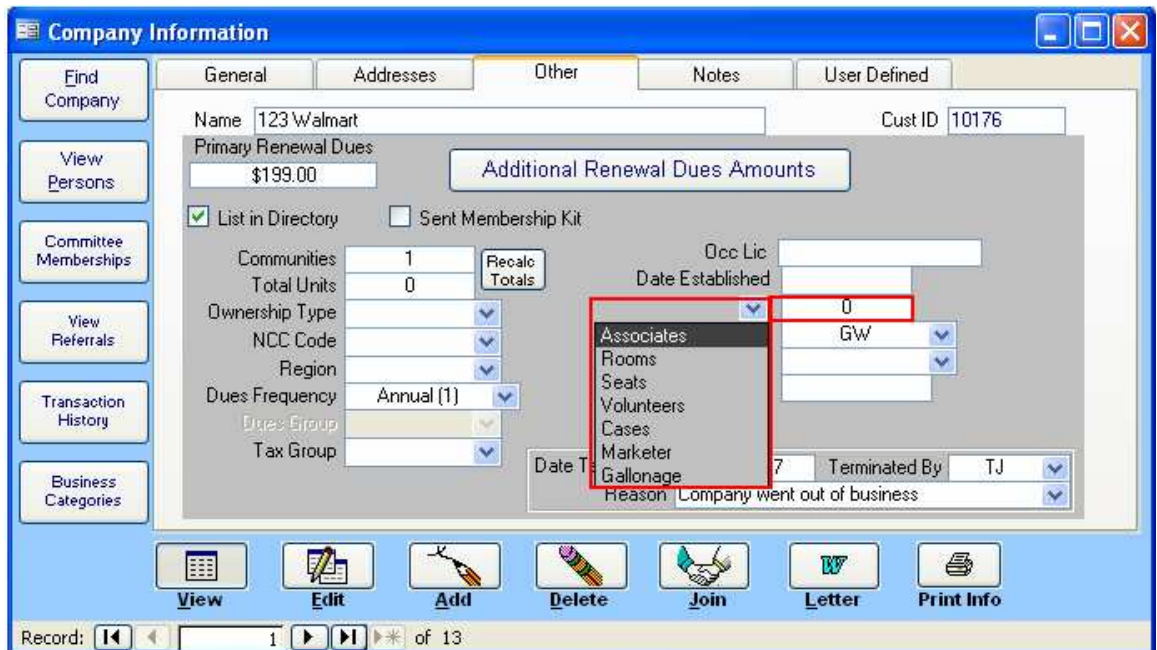 Company Information
Find Company
View Persons
Committee Memberships
View Referrals
Transaction History
Business Categories
General Addresses Other Notes User Defined
Name 123 Walmart Cust ID 10176
Primary Renewal Dues
$199.00 Additional Renewal Dues Amounts
List in Directory Sent Membership Kit
Communities 1 Recalc Totals Occ Lic
Total Units 0 Date Established
Ownership Type 0
NCC Code Associates GW
Region Rooms
Seats
Dues Frequency Annual (1) Volunteers
Dues Group Cases
Tax Group Marketer
Gallonage
Date T 7 Terminated By TJ
Reason Company went out of business
View Edit Add Delete Join Letter Print Info
Record: 1 of 13